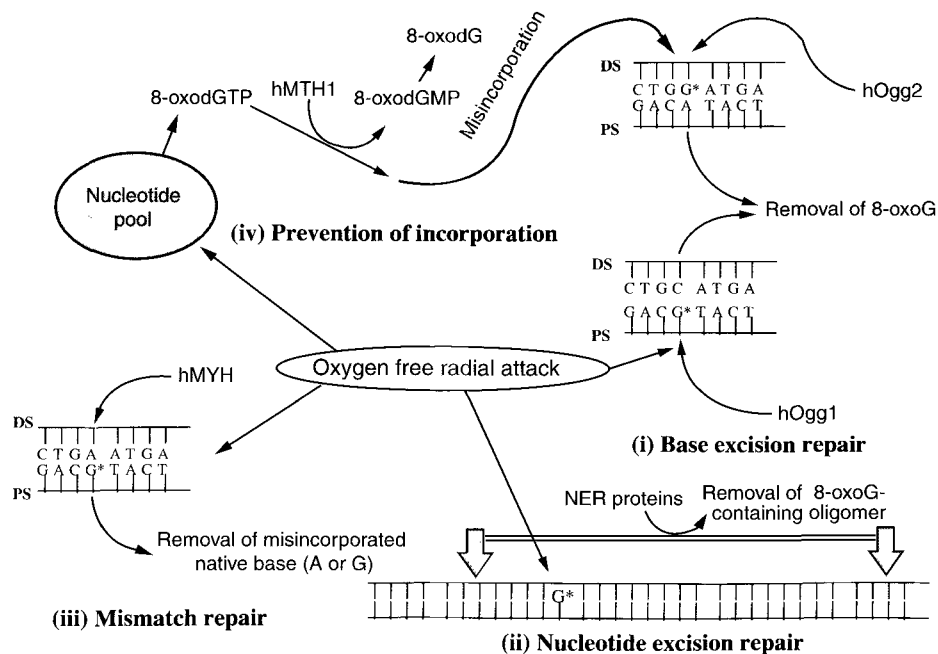 8-oxodG
8-oxodGTP
hMTH1
8-oxodGMP
Misincorporation
DS
C T G G* A T G A
G A C A T A C T
PS
hOgg2
Nucleotide
pool
Removal of 8-oxoG
(iv) Prevention of incorporation
DS
C T G C A T G A
G A C G* T A C T
PS
Oxygen free radial attack
hOgg1
(i) Base excision repair
hMYH
DS
C T G A A T G A
G A C G* T A C T
PS
Removal of misincorporated
native base (A or G)
(iii) Mismatch repair
NER proteins
Removal of 8-oxoG-
containing oligomer
G*
(ii) Nucleotide excision repair